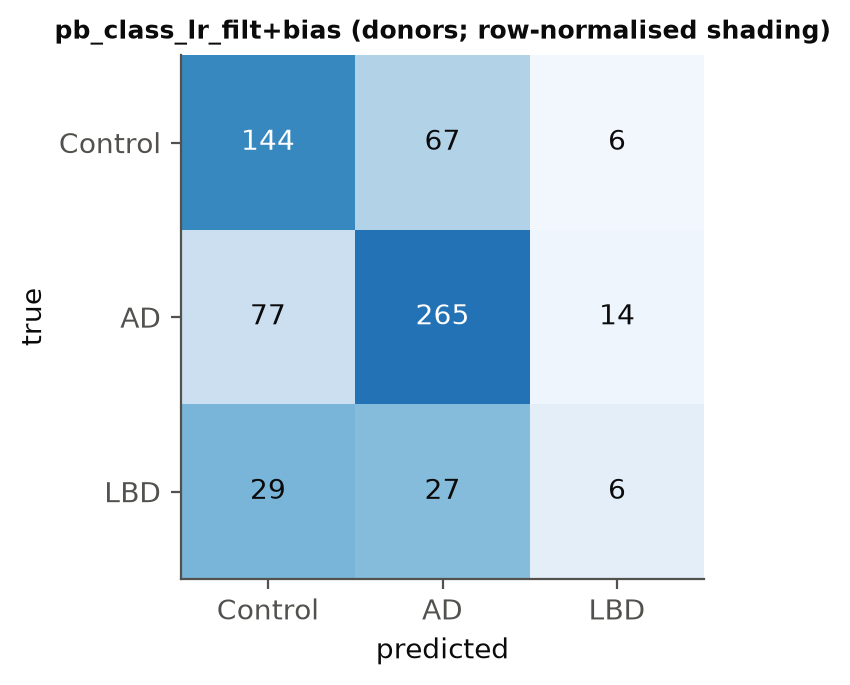 pb_class_lr_filt+bias (donors; row-normalised shading)
Control 144 67 6
AD 77 265 14
LBD 29 27 6
true
Control AD LBD
predicted